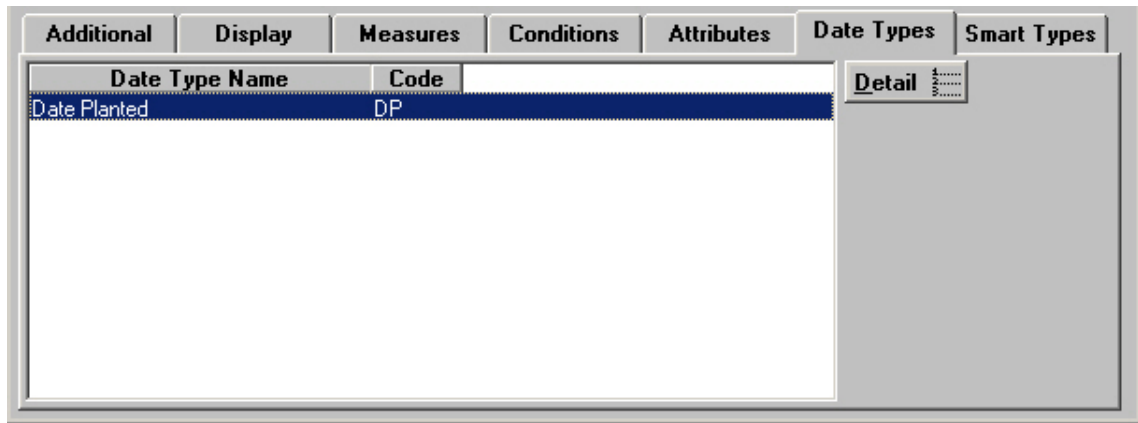 Additional Display Measures Conditions Attributes Date Types Smart Types
Date Type Name Code
Detail
Date Planted DP